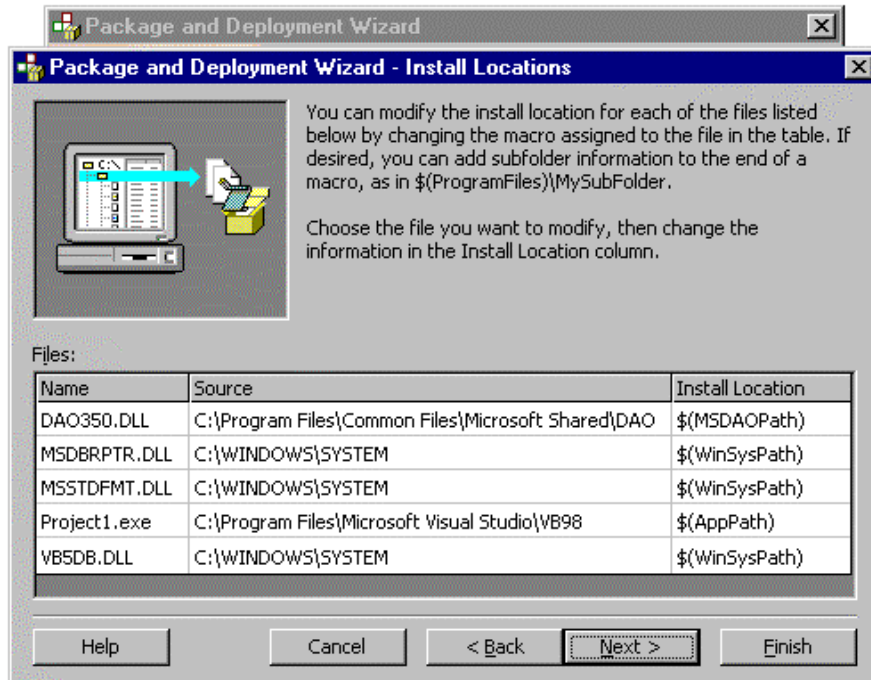 Package and Deployment Wizard
Package and Deployment Wizard - Install Locations
You can modify the install location for each of the files listed
below by changing the macro assigned to the file in the table. If
desired, you can add subfolder information to the end of a
macro, as in $(ProgramFiles)\MySubFolder.
Choose the file you want to modify, then change the
information in the Install Location column.
C:\
Files:
Name Source Install Location
DAO350.DLL C:\Program Files\Common Files\Microsoft Shared\DAO $(MSDAOPath)
MSDBRPTR.DLL C:\WINDOWS\SYSTEM $(WinSysPath)
MSSTDFMT.DLL C:\WINDOWS\SYSTEM $(WinSysPath)
Project1.exe C:\Program Files\Microsoft Visual Studio\VB98 $(AppPath)
VB5DB.DLL C:\WINDOWS\SYSTEM $(WinSysPath)
Help Cancel < Back Next > Finish